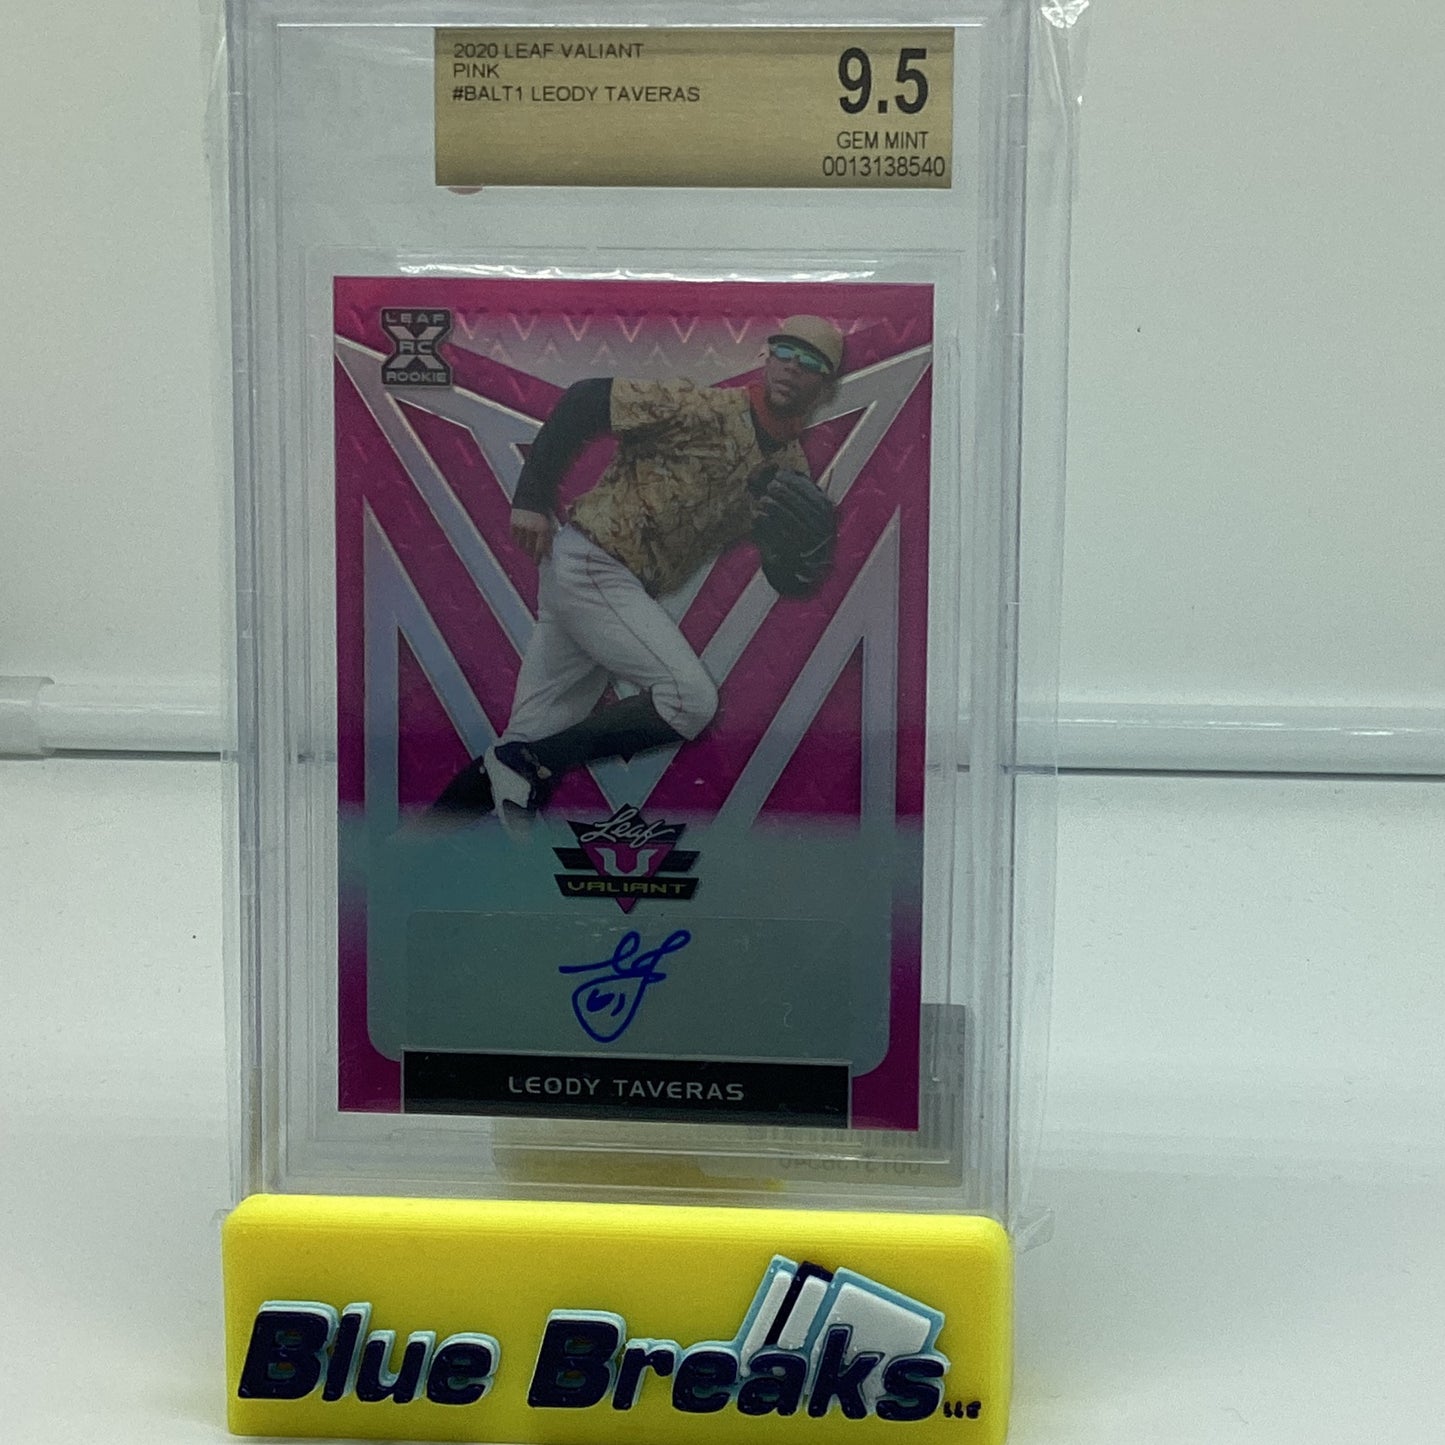 2020 LEAF VALIANT
PINK
#BALT1 LEODY TAVERAS
9.5
GEM MINT
0013138540
LEAF
RC
ROOKIE
Leaf
V
VALIANT
61
LEODY TAVERAS
Blue Breaks LLC